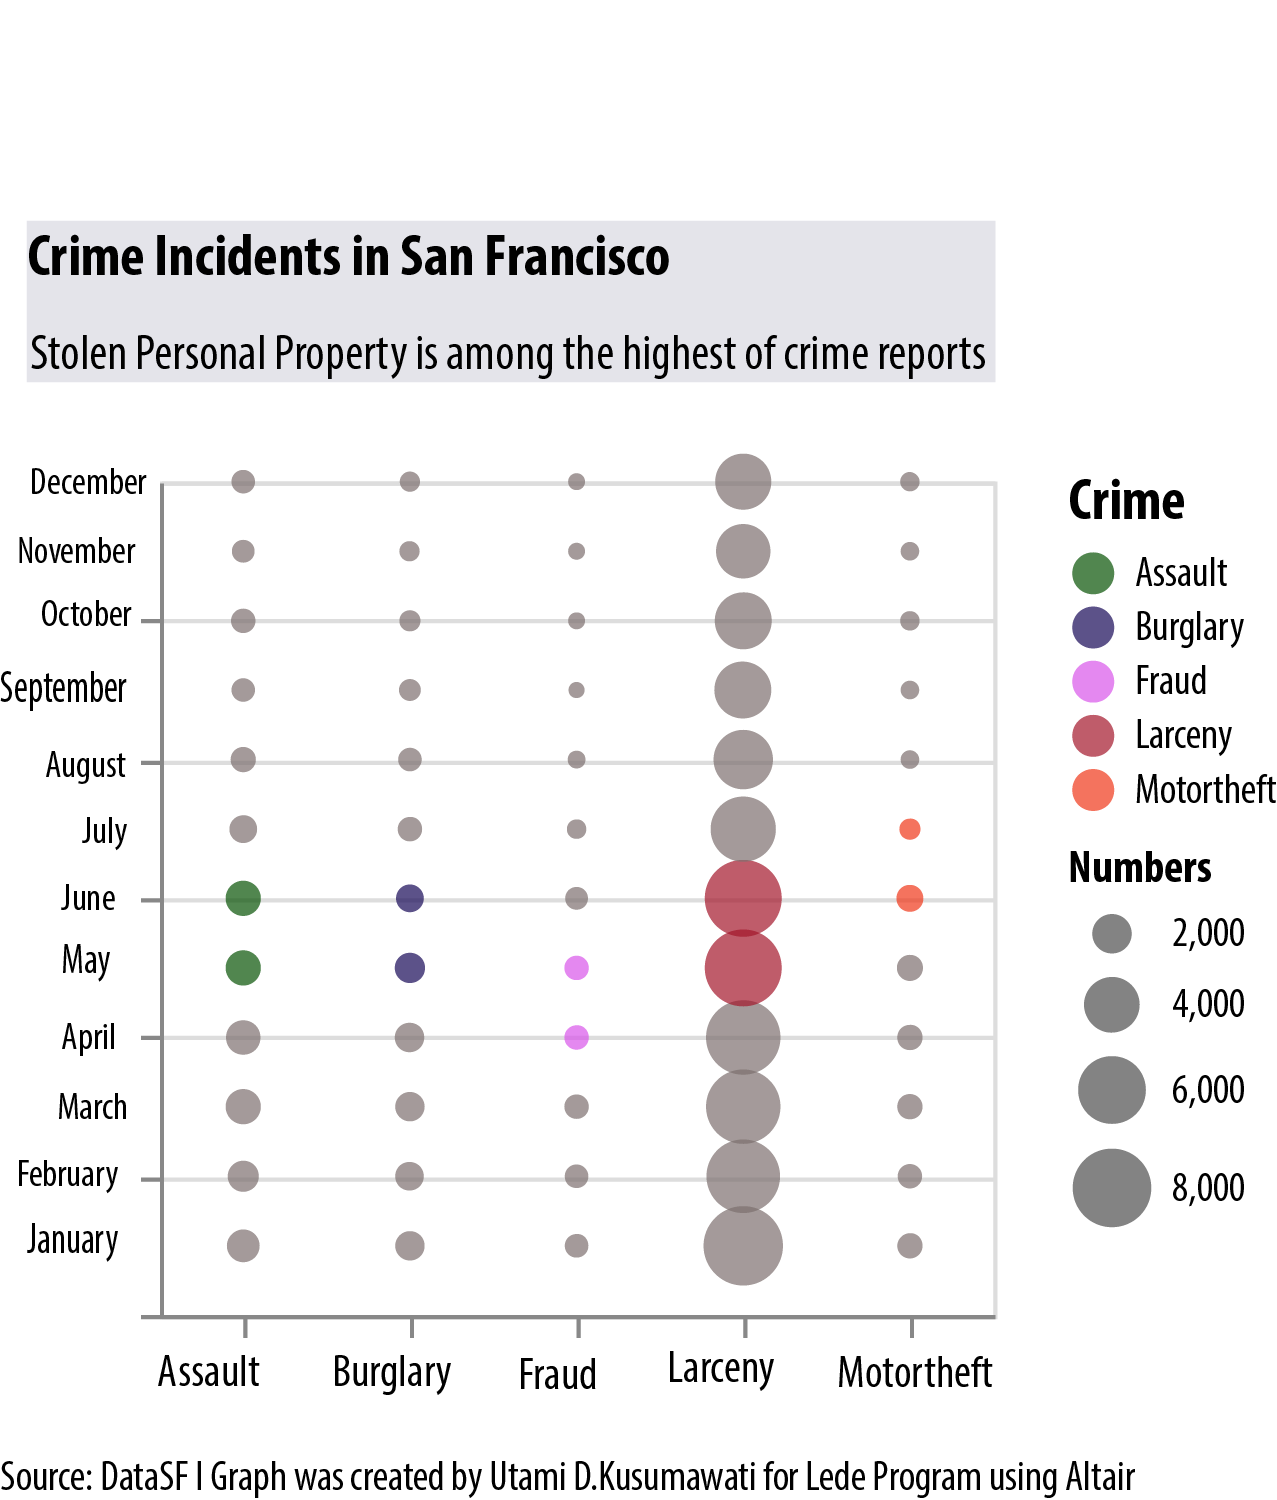 Crime Incidents in San Francisco
Stolen Personal Property is among the highest of crime reports
December
November
October
September
August
July
June
May
April
March
February
January
Assault
Burglary
Fraud
Larceny
Motortheft
Crime
Assault
Burglary
Fraud
Larceny
Motortheft
Numbers
2,000
4,000
6,000
8,000
Source: DataSF I Graph was created by Utami D.Kusumawati for Lede Program using Altair